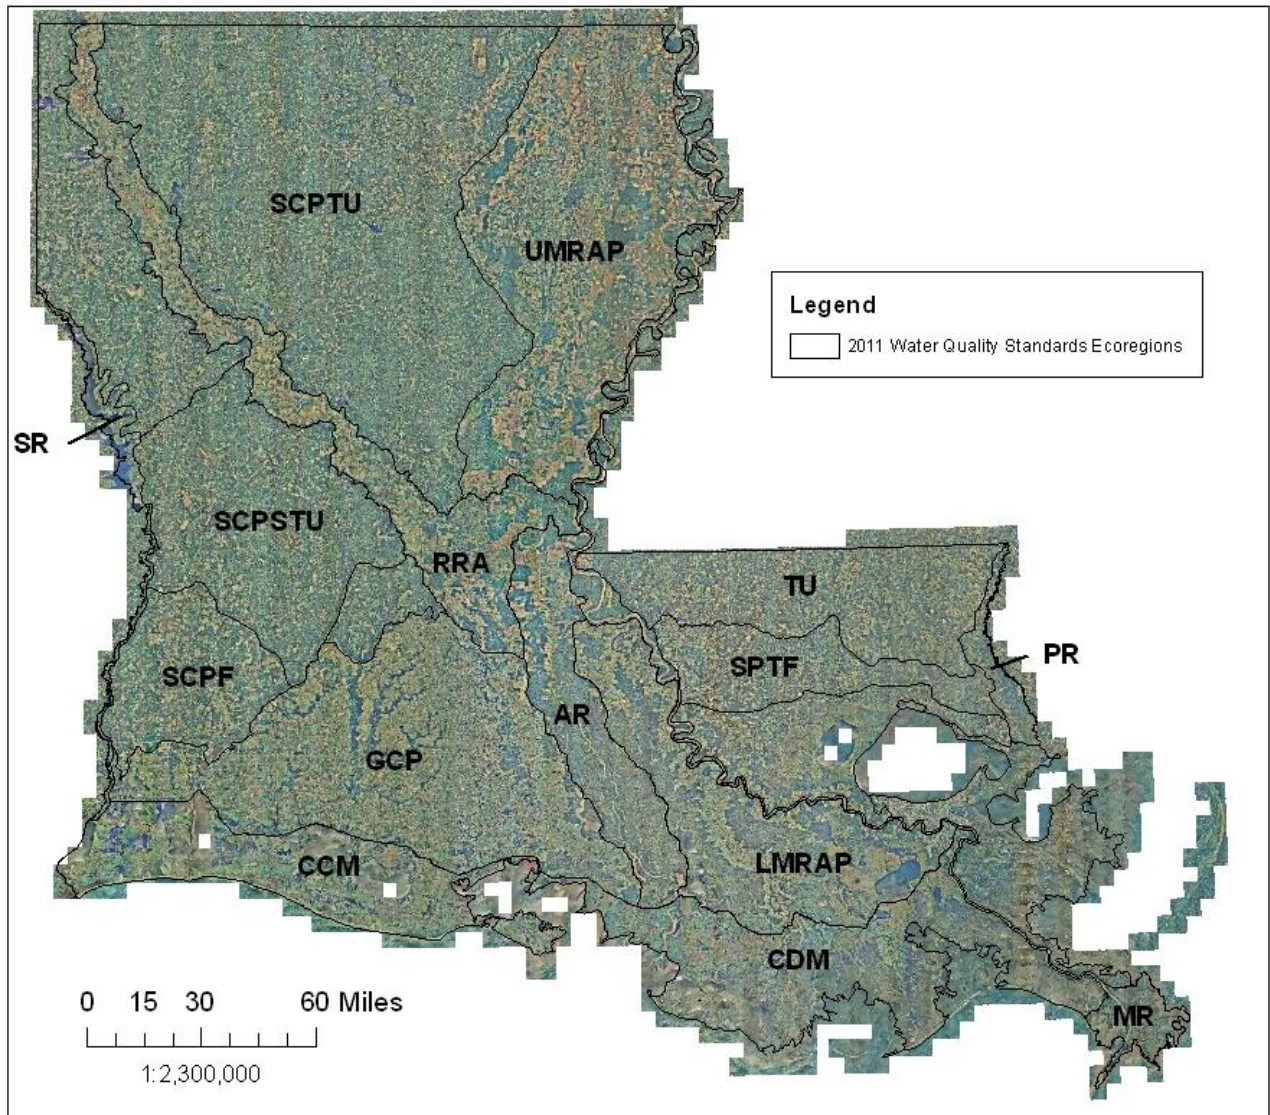 SCPTU
UMRAP
Legend
2011 Water Quality Standards Ecoregions
SR
SCPSTU
RRA
TU
SCPF
SPTF
PR
AR
GCP
CCM
LMRAP
CDM
MR
0 15 30 60 Miles
1:2,300,000